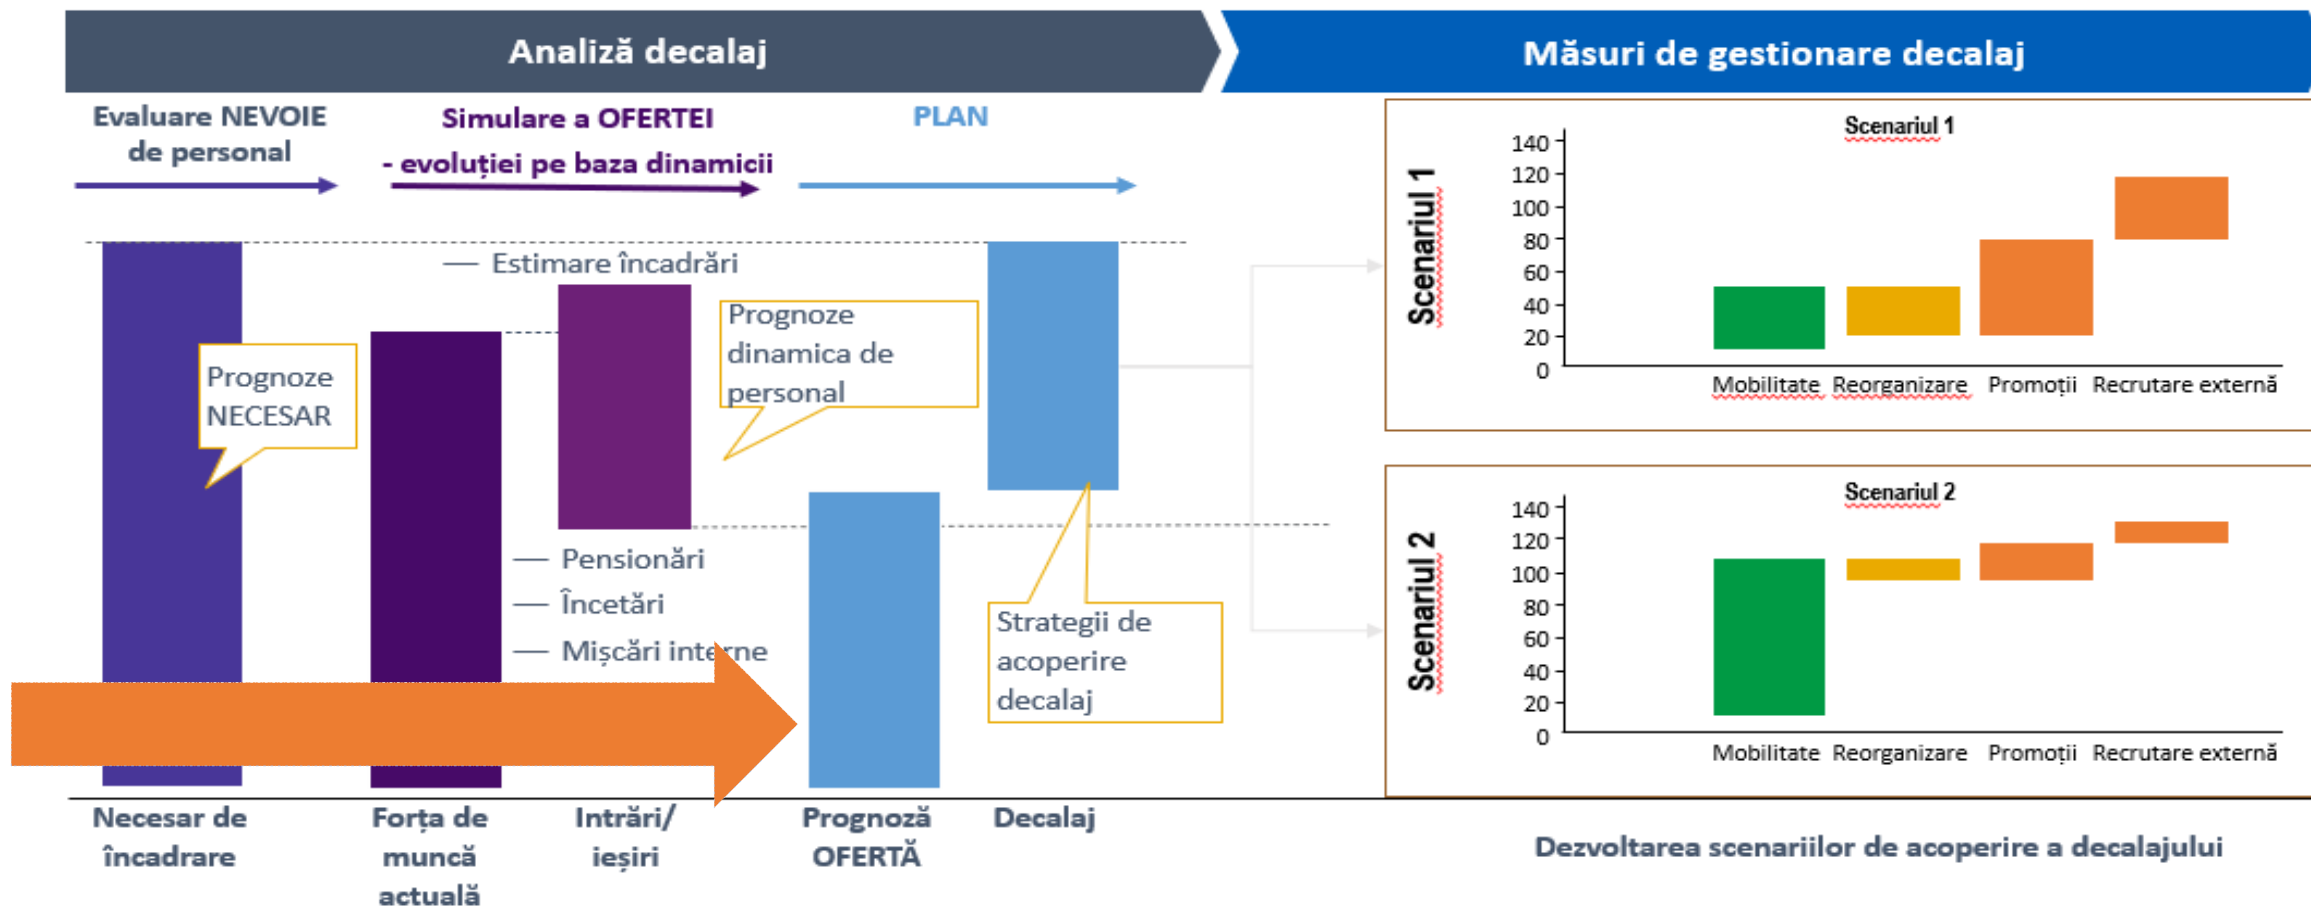 Analiză decalaj
Măsuri de gestionare decalaj
Evaluare NEVOIE
de personal
Simulare a OFERTEI
- evoluției pe baza dinamicii
PLAN
Estimare încadrări
Prognoze
NECESAR
Prognoze
dinamica de
personal
Pensionări
Încetări
Mișcări interne
Strategii de
acoperire
decalaj
Necesar de
încadrare
Forța de
muncă
actuală
Intrări/
ieșiri
Prognoză
OFERTĂ
Decalaj
Scenariul 1
Scenariul 1
140
120
100
80
60
40
20
0
Mobilitate Reorganizare Promoții Recrutare externă
Scenariul 2
Scenariul 2
140
120
100
80
60
40
20
0
Mobilitate Reorganizare Promoții Recrutare externă
Dezvoltarea scenariilor de acoperire a decalajului